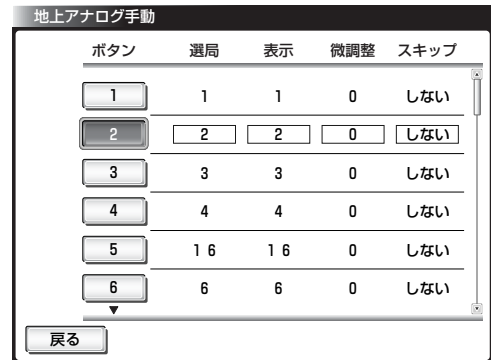 地上アナログ手動
ボタン 選局 表示 微調整 スキップ
1 1 1 0 しない
2 2 2 0 しない
3 3 3 0 しない
4 4 4 0 しない
5 16 16 0 しない
6 6 6 0 しない
戻る